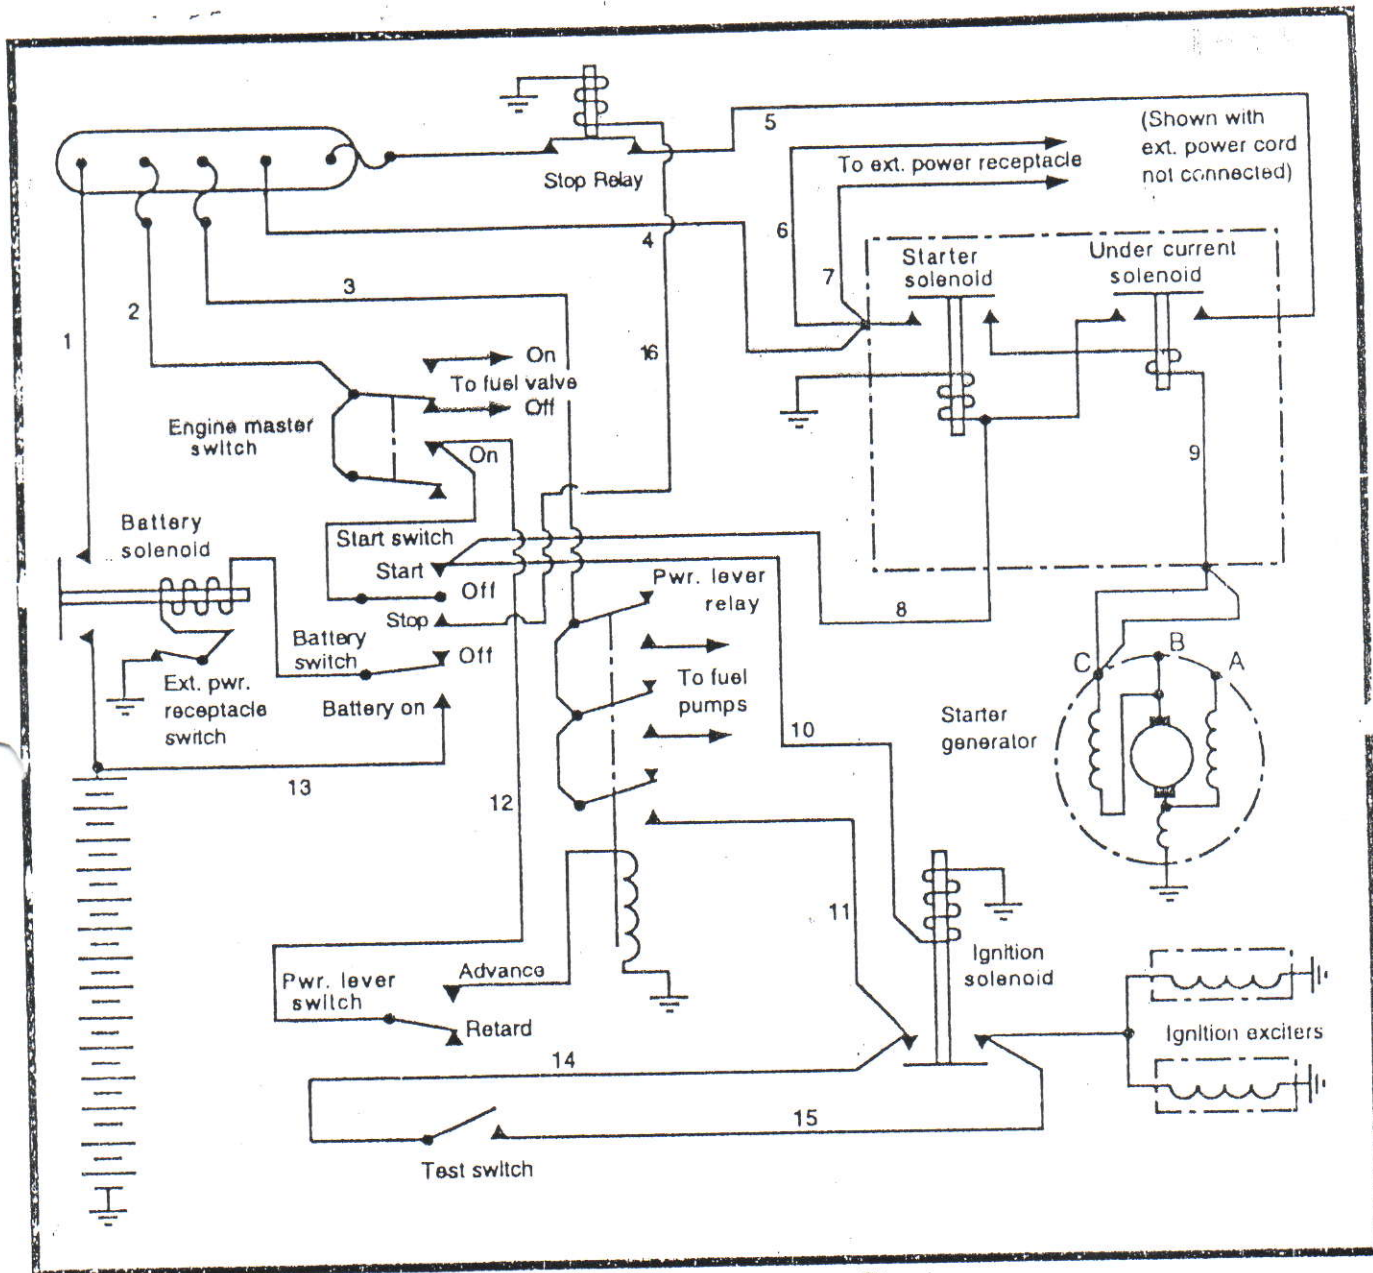 5
(Shown with
ext. power cord
not connected)
To ext. power receptacle
Stop Relay
4
6
7
Starter
solenoid
Under current
solenoid
3
2
1
16
On
To fuel valve
Off
Engine master
switch
On
9
Battery
solenoid
Start switch
Start
Off
Stop
Pwr. lever
relay
8
Battery
switch
Off
Ext. pwr.
receptacle
switch
Battery on
To fuel
pumps
C
B
A
Starter
generator
10
13
12
11
Ignition
solenoid
Advance
Pwr. lever
switch
Retard
Ignition exciters
14
15
Test switch